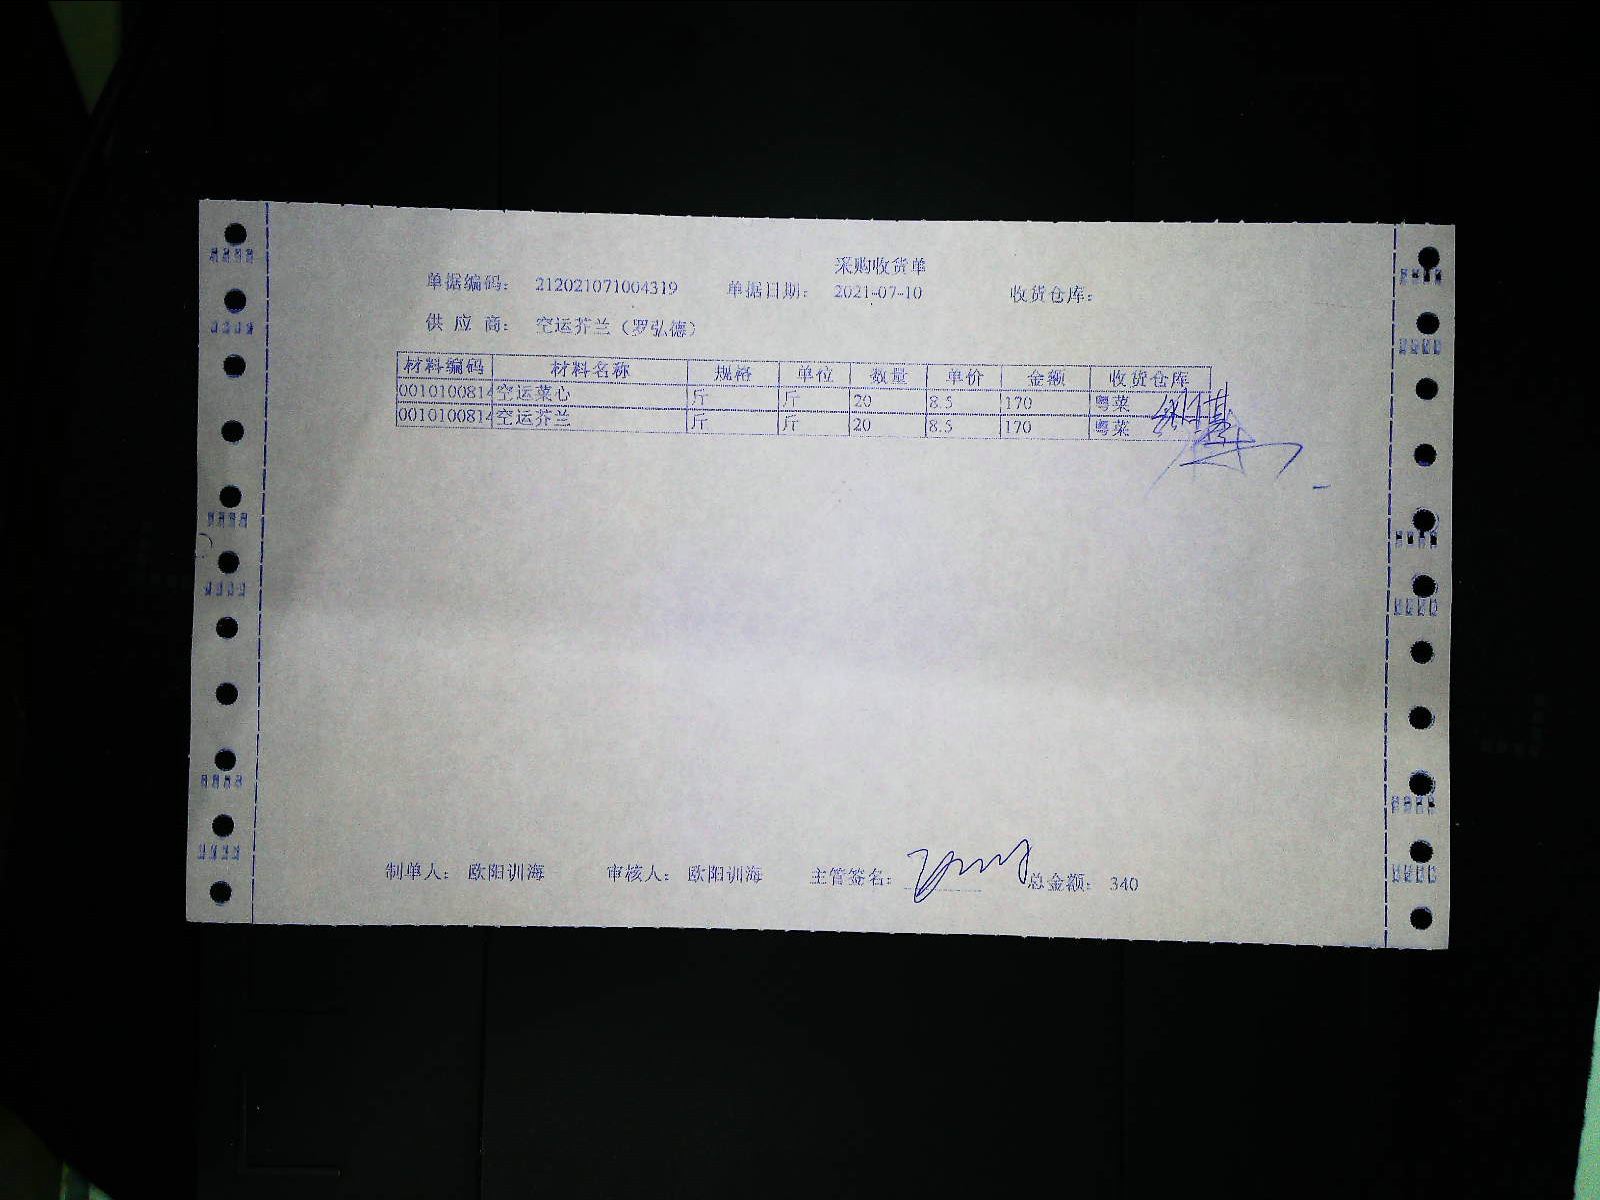 采购收货单
单据编码： 212021071004319 单据日期： 2021-07-10 收货仓库：
供 应 商： 空运芥兰（罗弘德）
材料编码 材料名称 规格 单位 数量 单价 金额 收货仓库
0010100814 空运菜心 斤 斤 20 8.5 170 粤菜
0010100814 空运芥兰 斤 斤 20 8.5 170 粤菜
制单人： 欧阳训海 审核人： 欧阳训海 主管签名： 总金额： 340